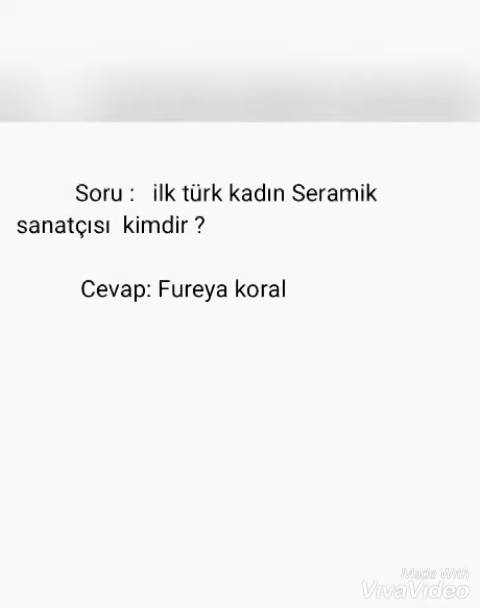 Soru : ilk türk kadın Seramik
sanatçısı kimdir ?
Cevap: Fureya koral
Made With
VivaVideo